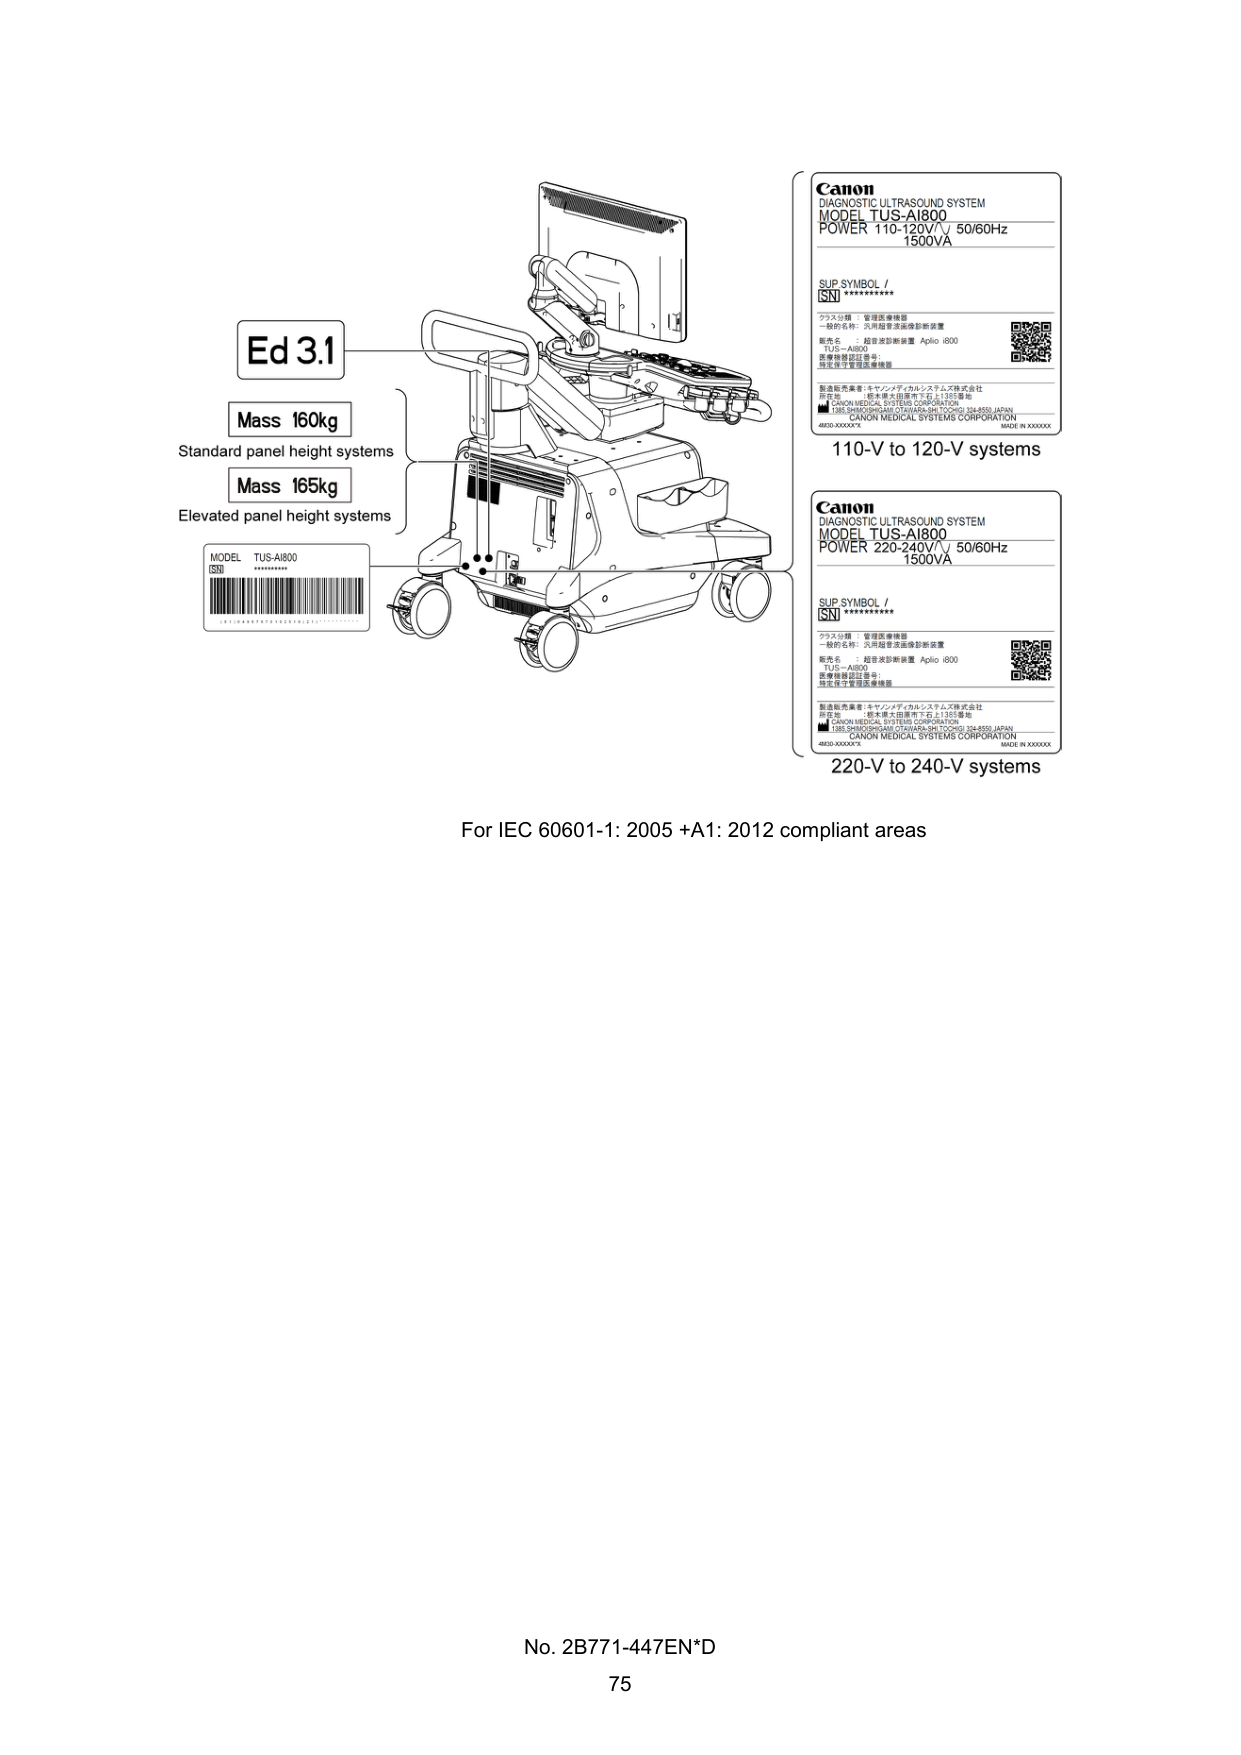 Ed 3.1
Mass 160kg
Standard panel height systems
Mass 165kg
Elevated panel height systems
MODEL TUS-AI800
SN **********
Canon
DIAGNOSTIC ULTRASOUND SYSTEM
MODEL TUS-AI800
POWER 110-120V 50/60Hz
1500VA
SUP.SYMBOL /
SN **********
クラス分類 : 管理医療機器
一般的名称: 汎用超音波画像診断装置
販売名 : 超音波診断装置 Aplio i800
TUS-AI800
医療機器認証番号:
特定保守管理医療機器
製造販売業者:キヤノンメディカルシステムズ株式会社
所在地 :栃木県大田原市下石上1385番地
CANON MEDICAL SYSTEMS CORPORATION
1385,SHIMOISHIGAMI,OTAWARA-SHI,TOCHIGI 324-8550,JAPAN
CANON MEDICAL SYSTEMS CORPORATION
4M30-XXXXX*X MADE IN XXXXXX
110-V to 120-V systems
Canon
DIAGNOSTIC ULTRASOUND SYSTEM
MODEL TUS-AI800
POWER 220-240V 50/60Hz
1500VA
SUP.SYMBOL /
SN **********
クラス分類 : 管理医療機器
一般的名称: 汎用超音波画像診断装置
販売名 : 超音波診断装置 Aplio i800
TUS-AI800
医療機器認証番号:
特定保守管理医療機器
製造販売業者:キヤノンメディカルシステムズ株式会社
所在地 :栃木県大田原市下石上1385番地
CANON MEDICAL SYSTEMS CORPORATION
1385,SHIMOISHIGAMI,OTAWARA-SHI,TOCHIGI 324-8550,JAPAN
CANON MEDICAL SYSTEMS CORPORATION
4M30-XXXXX*X MADE IN XXXXXX
220-V to 240-V systems
For IEC 60601-1: 2005 +A1: 2012 compliant areas
No. 2B771-447EN*D
75